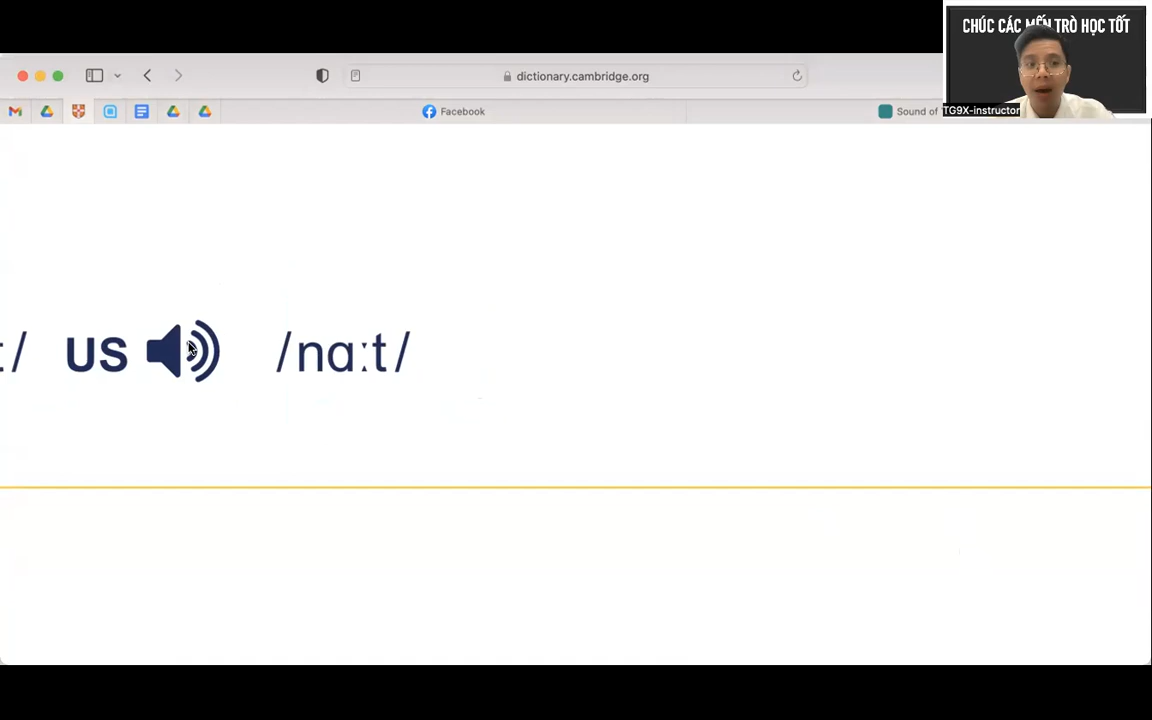 CHÚC CÁC MẾN TRÒ HỌC TỐT
dictionary.cambridge.org
Facebook
Sound of
TG9X-instructor
ː/ US /nɑːt/